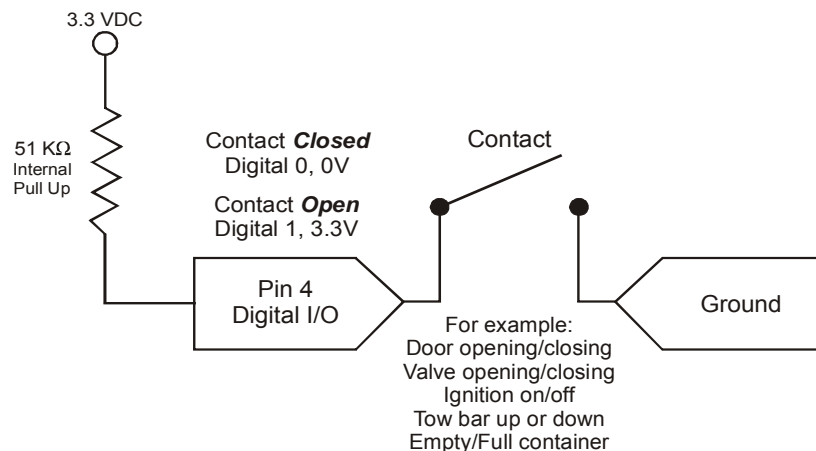 3.3 VDC
51 KΩ
Internal
Pull Up
Contact Closed
Digital 0, 0V
Contact Open
Digital 1, 3.3V
Contact
Pin 4
Digital I/O
Ground
For example:
Door opening/closing
Valve opening/closing
Ignition on/off
Tow bar up or down
Empty/Full container